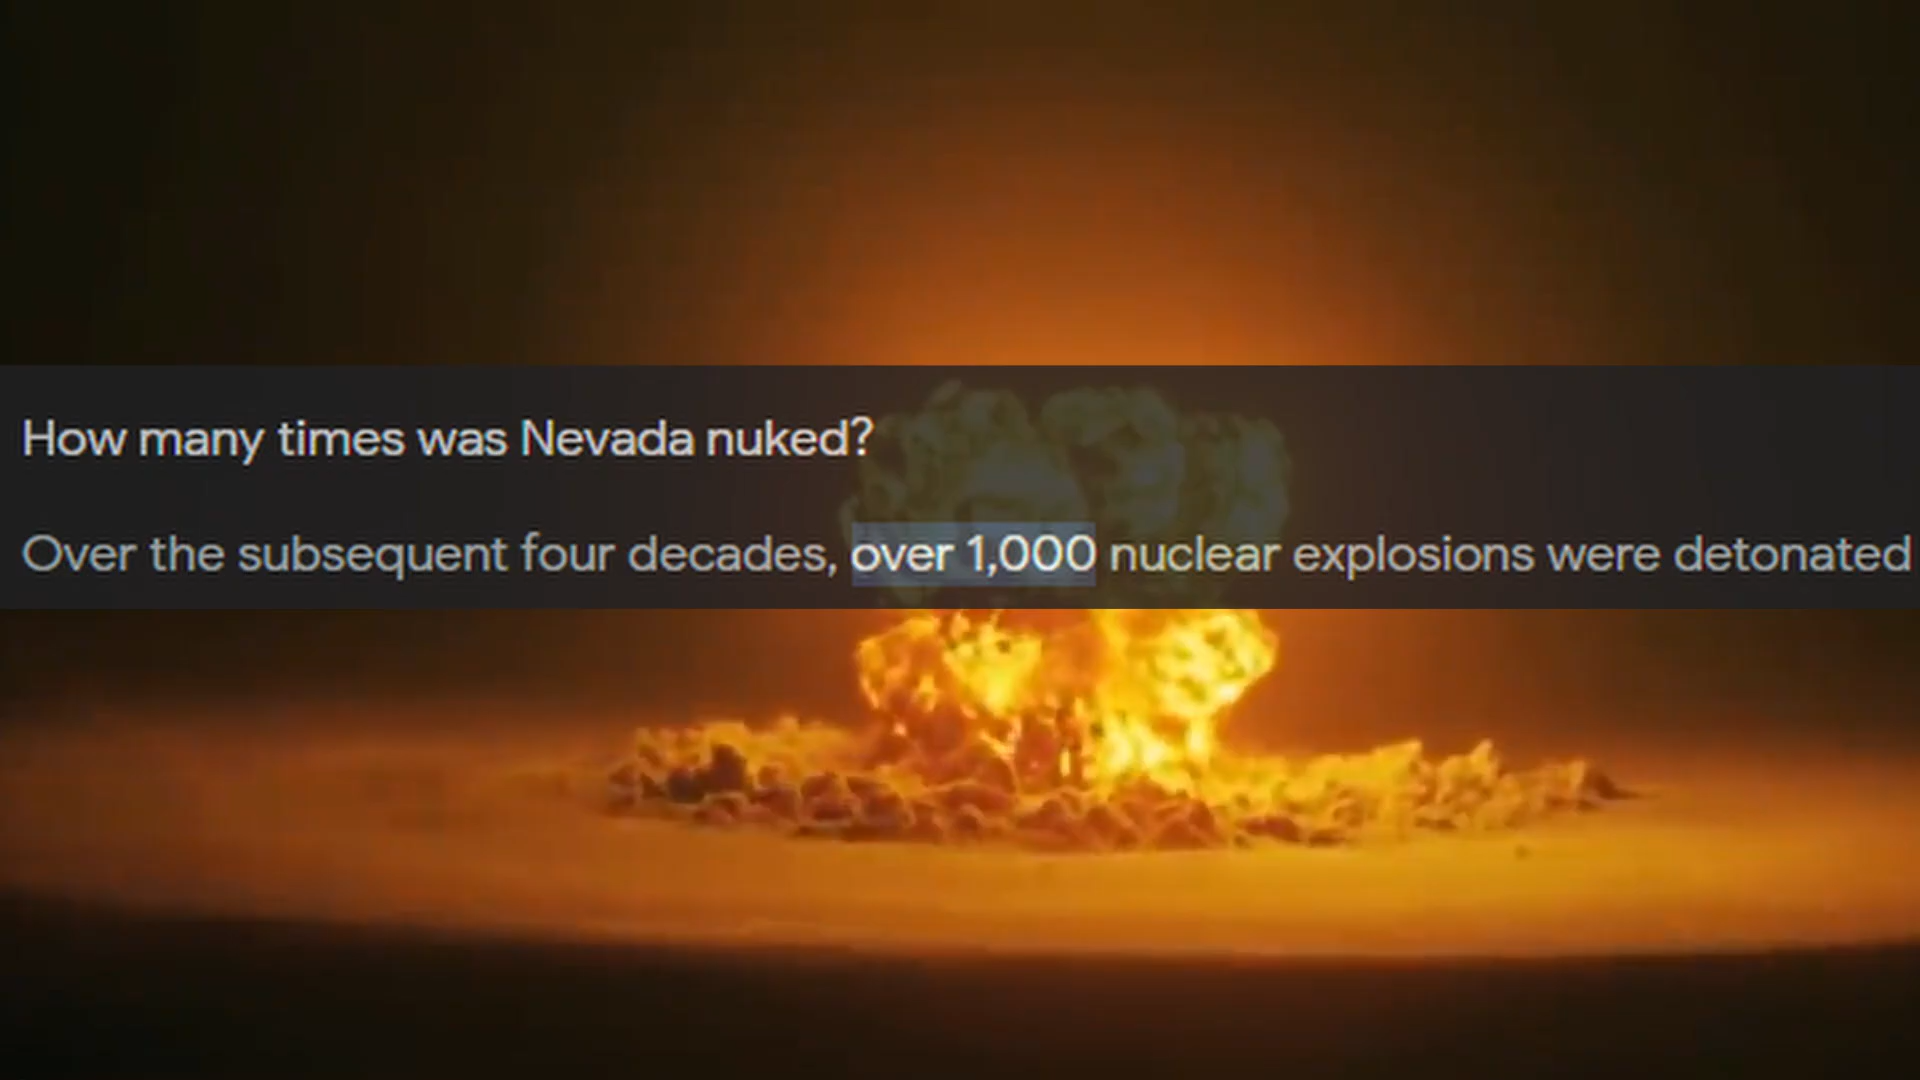 How many times was Nevada nuked?
Over the subsequent four decades, over 1,000 nuclear explosions were detonated